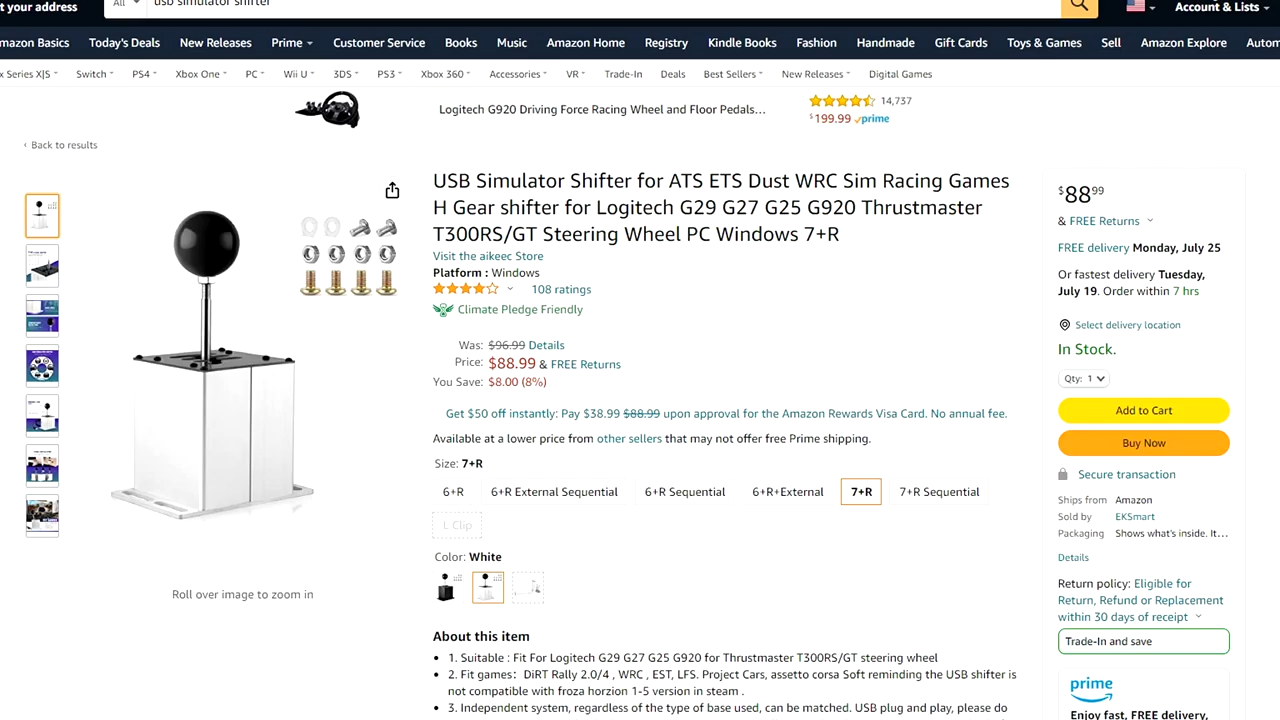 t your address
All
usb simulator shifter
Account & Lists
mazon Basics Today's Deals New Releases Prime Customer Service Books Music Amazon Home Registry Kindle Books Fashion Handmade Gift Cards Toys & Games Sell Amazon Explore Autom
x Series X|S Switch PS4 Xbox One PC Wii U 3DS PS3 Xbox 360 Accessories VR Trade-In Deals Best Sellers New Releases Digital Games
Logitech G920 Driving Force Racing Wheel and Floor Pedals...
14,737
$199.99 prime
‹ Back to results
USB Simulator Shifter for ATS ETS Dust WRC Sim Racing Games
H Gear shifter for Logitech G29 G27 G25 G920 Thrustmaster
T300RS/GT Steering Wheel PC Windows 7+R
Visit the aikeec Store
Platform : Windows
108 ratings
Climate Pledge Friendly
Was: $96.99 Details
Price: $88.99 & FREE Returns
You Save: $8.00 (8%)
Get $50 off instantly: Pay $38.99 $88.99 upon approval for the Amazon Rewards Visa Card. No annual fee.
Available at a lower price from other sellers that may not offer free Prime shipping.
Size: 7+R
6+R 6+R External Sequential 6+R Sequential 6+R+External 7+R 7+R Sequential
L Clip
Color: White
Roll over image to zoom in
About this item
• 1. Suitable : Fit For Logitech G29 G27 G25 G920 for Thrustmaster T300RS/GT steering wheel
• 2. Fit games: DiRT Rally 2.0/4 , WRC , EST, LFS. Project Cars, assetto corsa Soft reminding the USB shifter is
not compatible with froza horzion 1-5 version in steam .
• 3. Independent system, regardless of the type of base used, can be matched. USB plug and play, please do
$88.99
& FREE Returns
FREE delivery Monday, July 25
Or fastest delivery Tuesday,
July 19. Order within 7 hrs
Select delivery location
In Stock.
Qty: 1
Add to Cart
Buy Now
Secure transaction
Ships from Amazon
Sold by EKSmart
Packaging Shows what's inside. It...
Details
Return policy: Eligible for
Return, Refund or Replacement
within 30 days of receipt
Trade-In and save
prime
Enjoy fast, FREE delivery,